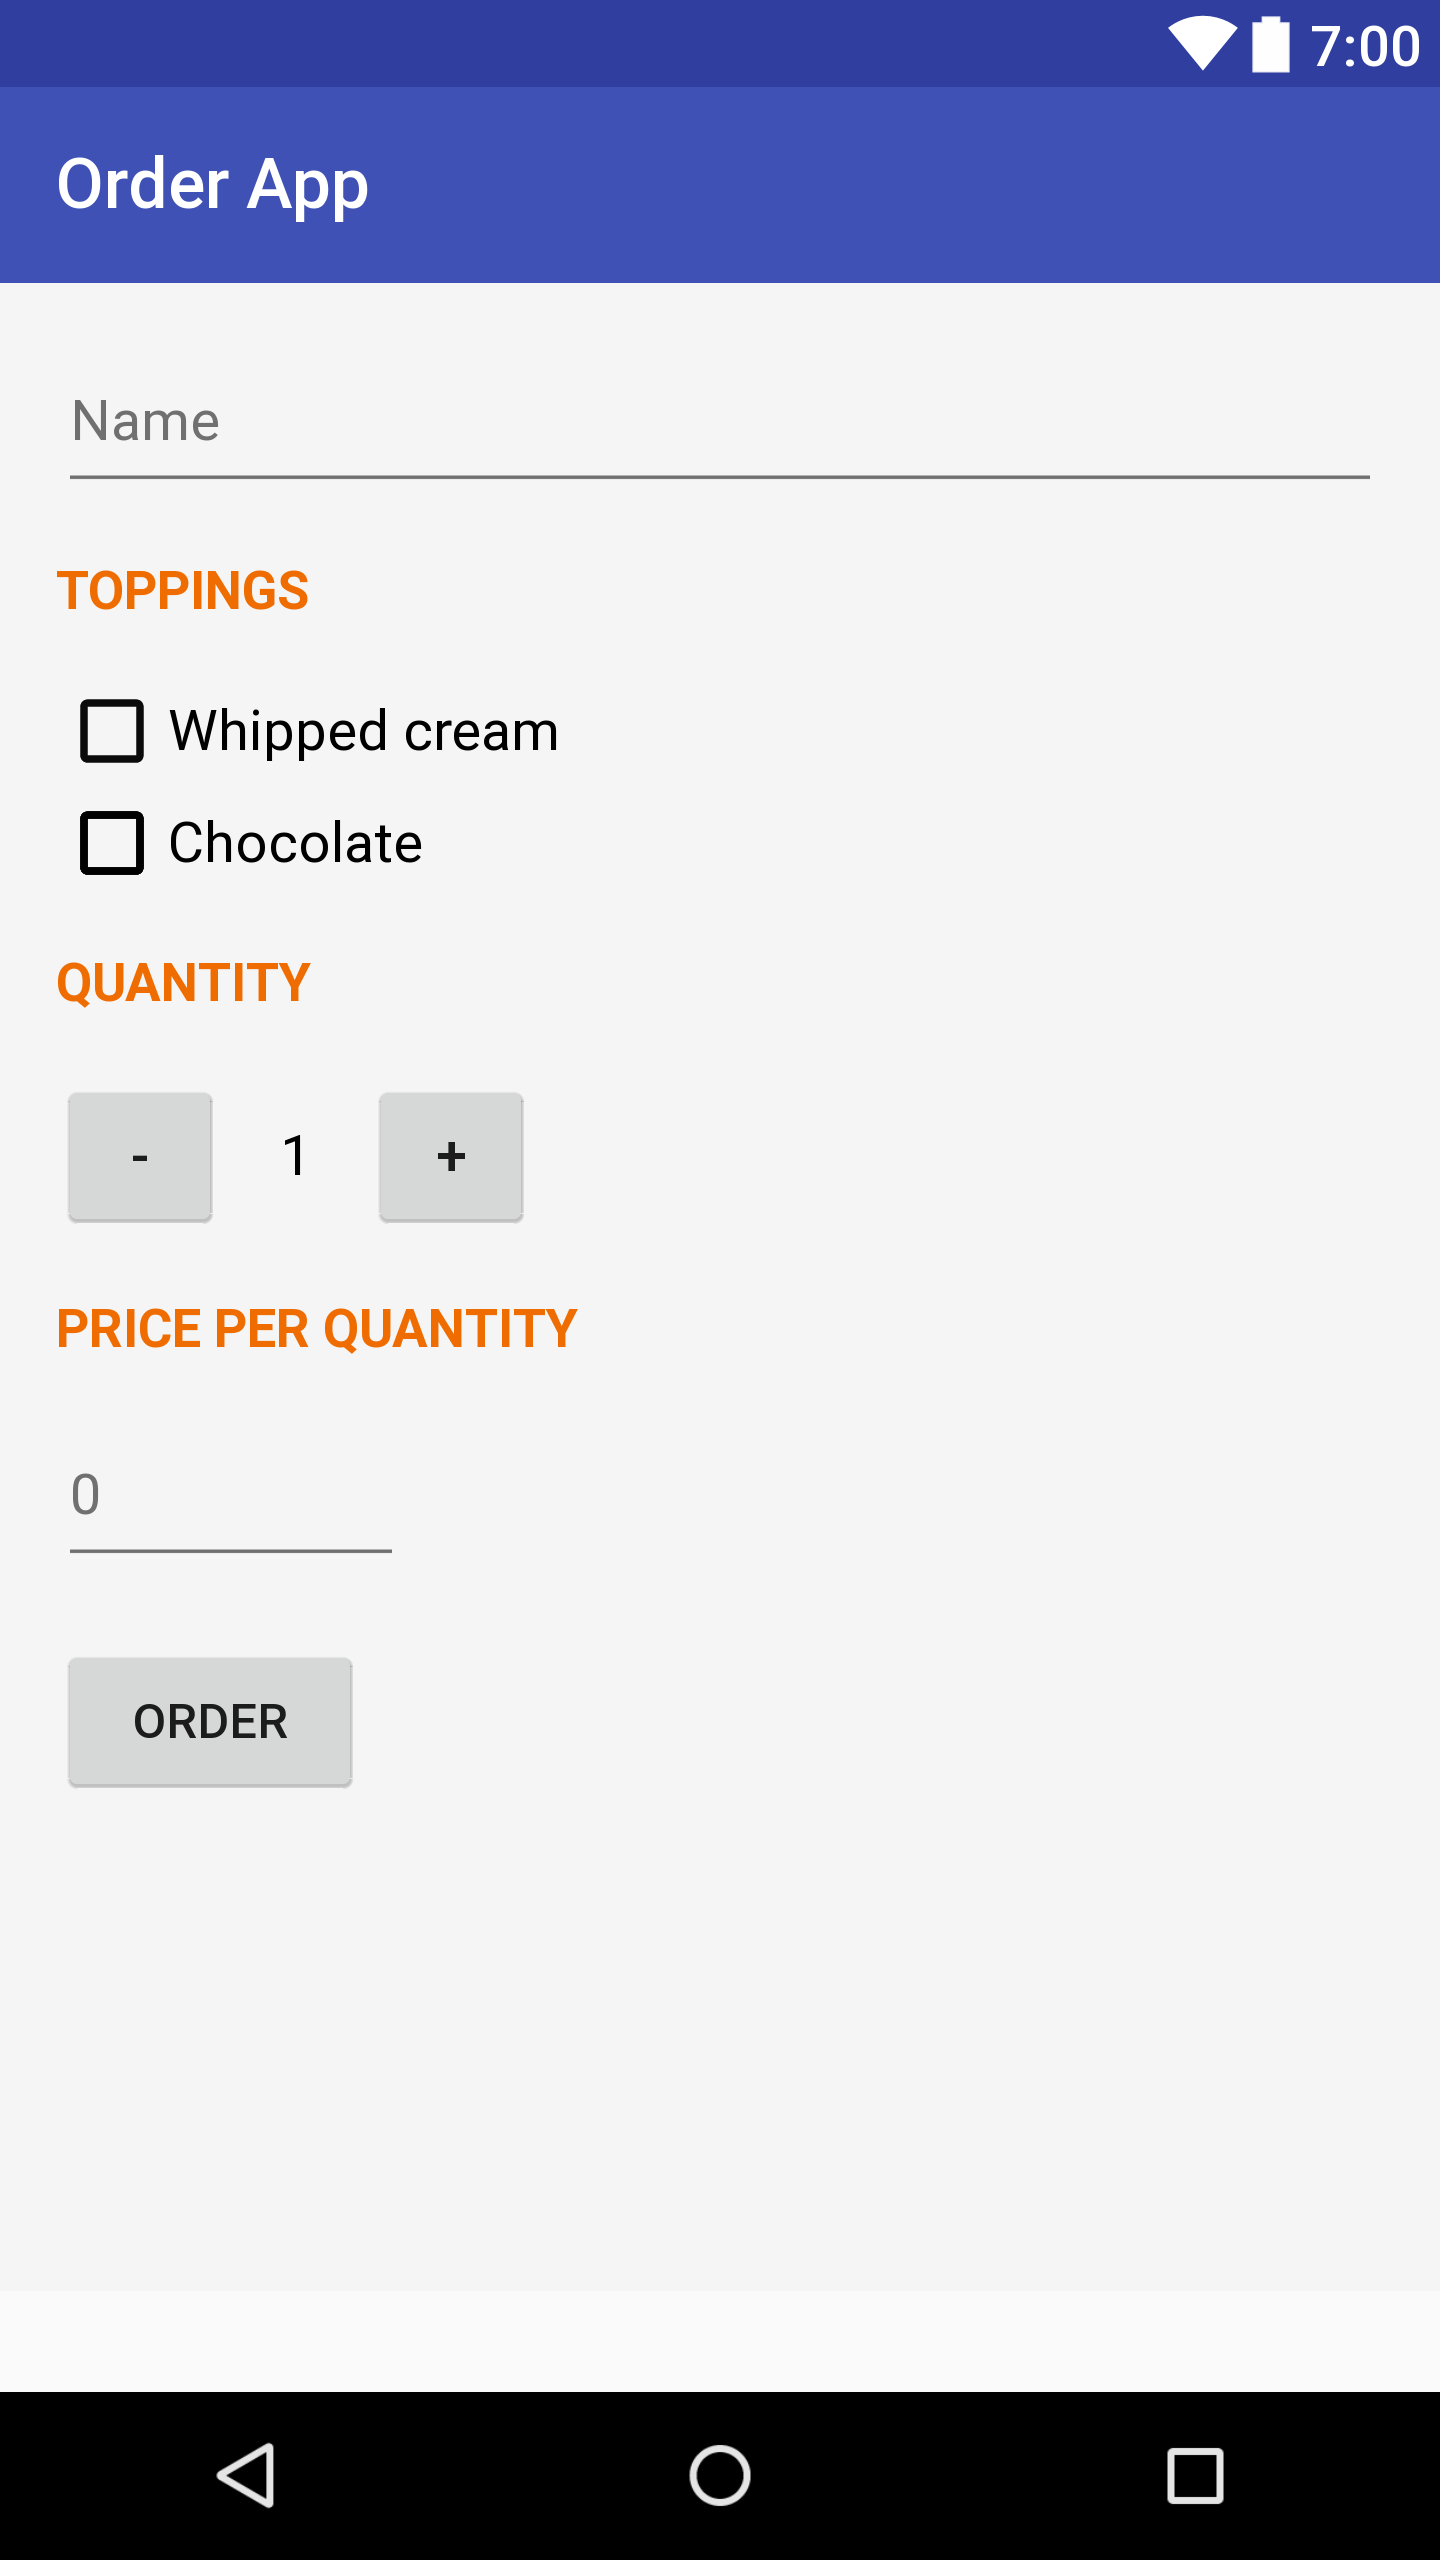 7:00
Order App
Name
TOPPINGS
Whipped cream
Chocolate
QUANTITY
- 1 +
PRICE PER QUANTITY
0
ORDER